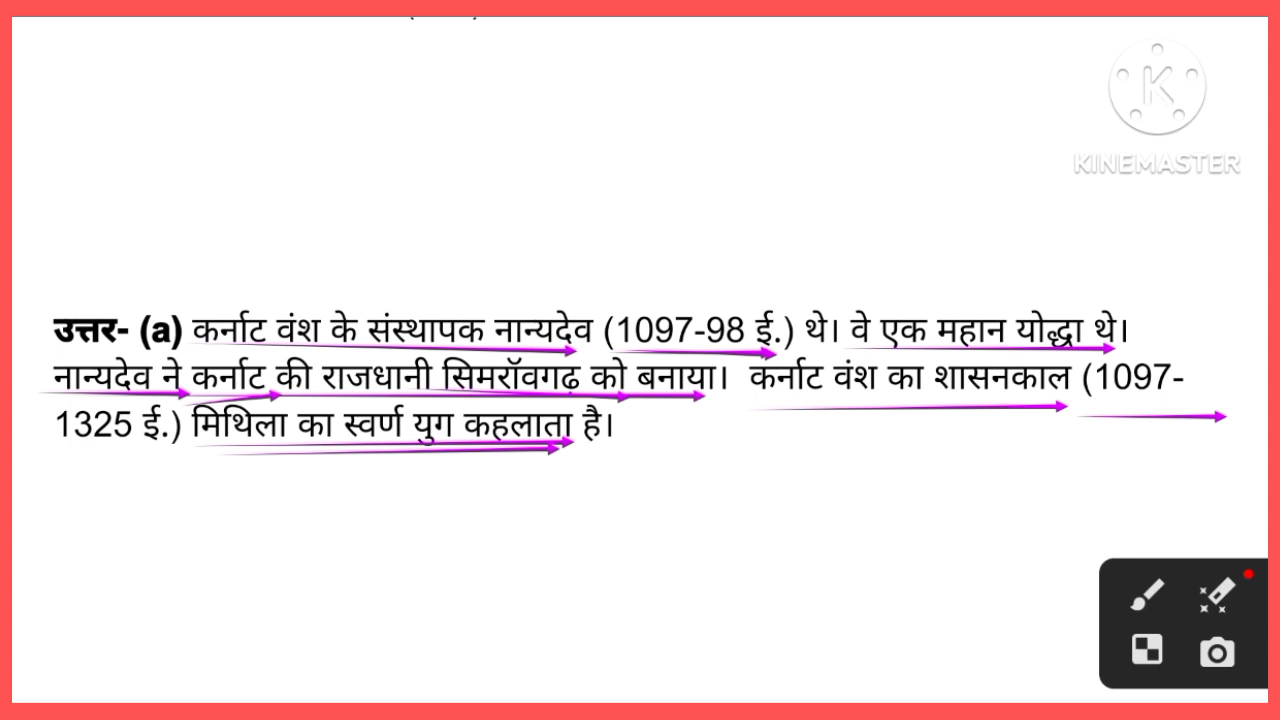 KINEMASTER
उत्तर- (a) कर्नाट वंश के संस्थापक नान्यदेव (1097-98 ई.) थे। वे एक महान योद्धा थे।
नान्यदेव ने कर्नाट की राजधानी सिमरॉवगढ़ को बनाया। कर्नाट वंश का शासनकाल (1097-
1325 ई.) मिथिला का स्वर्ण युग कहलाता है।